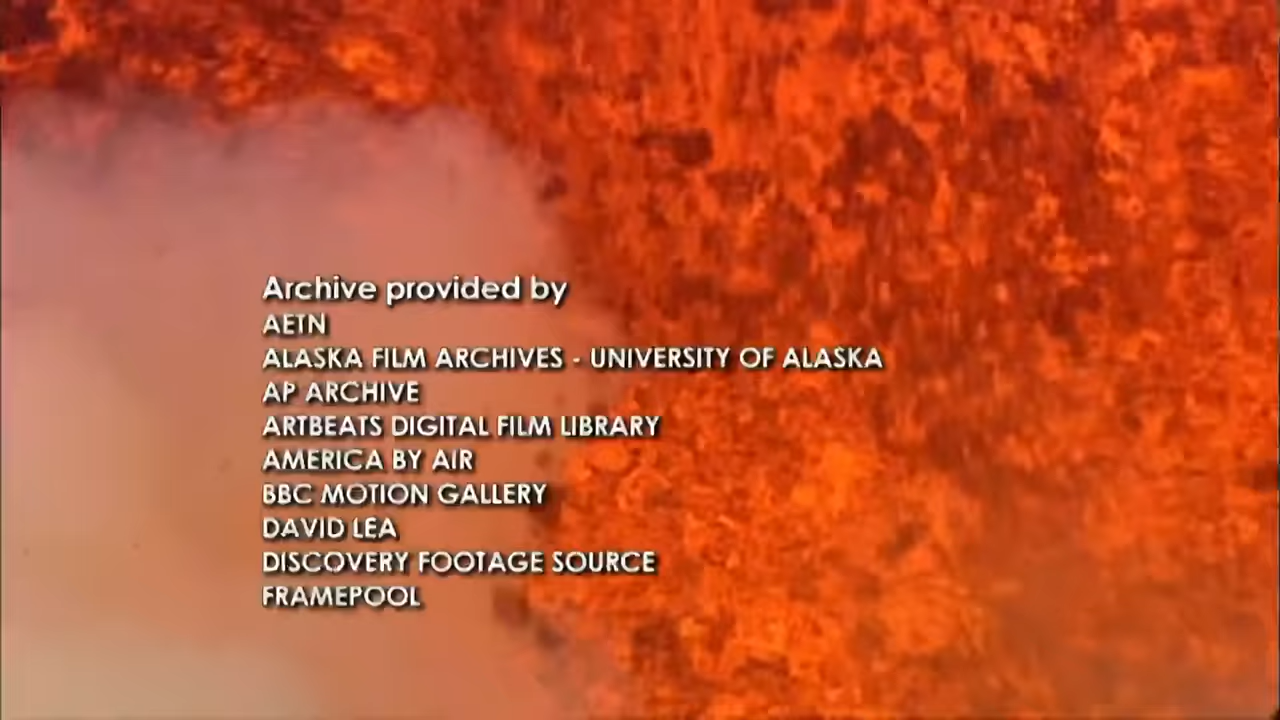 Archive provided by
AETN
ALASKA FILM ARCHIVES - UNIVERSITY OF ALASKA
AP ARCHIVE
ARTBEATS DIGITAL FILM LIBRARY
AMERICA BY AIR
BBC MOTION GALLERY
DAVID LEA
DISCOVERY FOOTAGE SOURCE
FRAMEPOOL